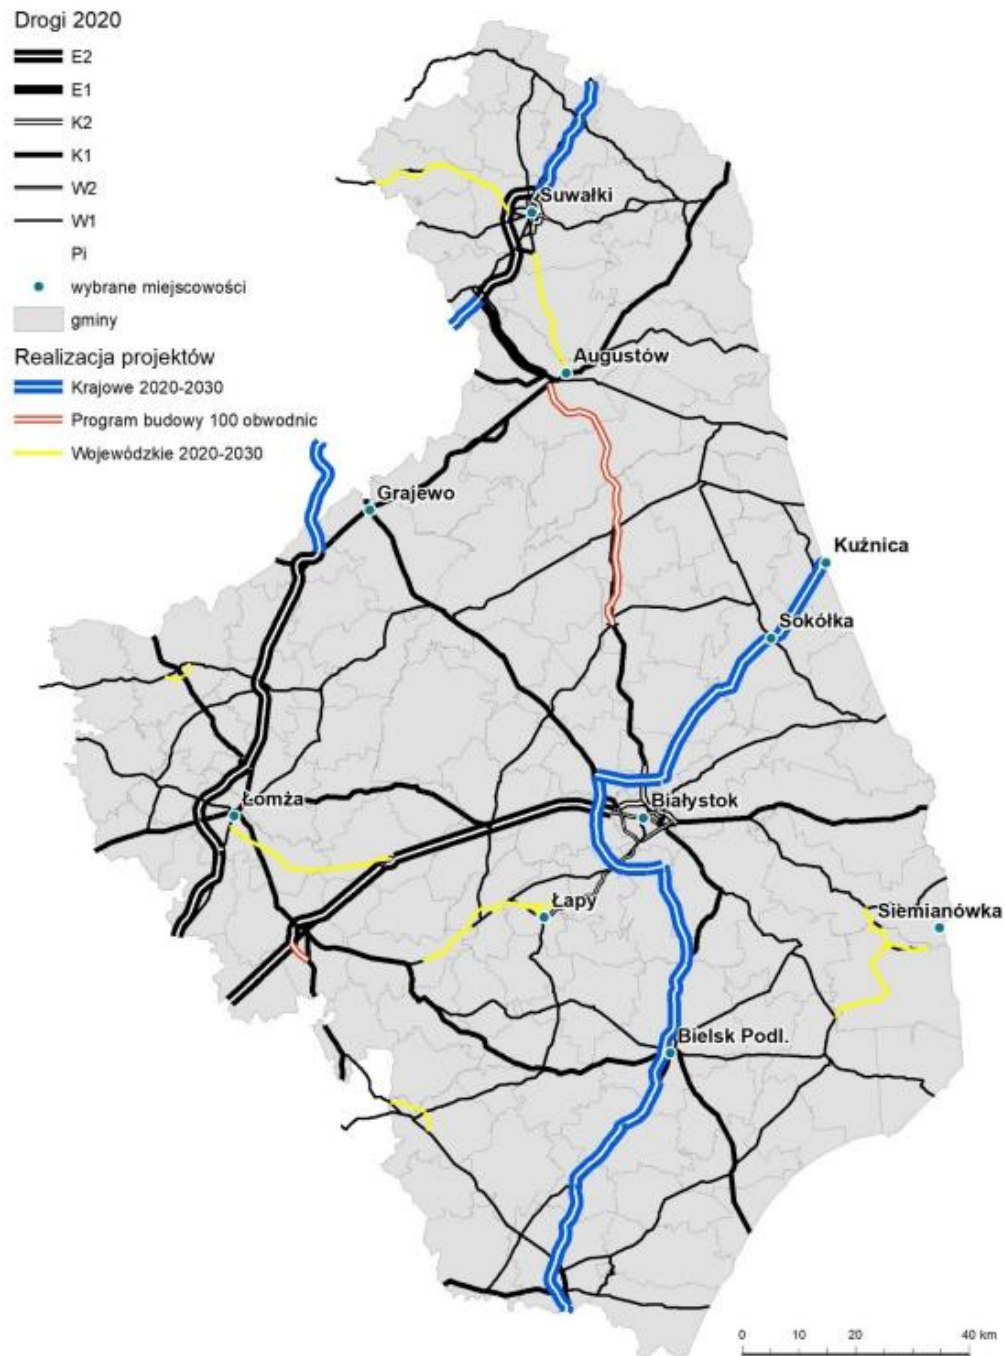 Drogi 2020
E2
E1
K2
K1
W2
W1
Pi
wybrane miejscowości
gminy
Realizacja projektów
Krajowe 2020-2030
Program budowy 100 obwodnic
Wojewódzkie 2020-2030
Suwałki
Augustów
Grajewo
Kuźnica
Sokółka
Łomża
Białystok
Łapy
Siemianówka
Bielsk Podl.
0 10 20 40 km